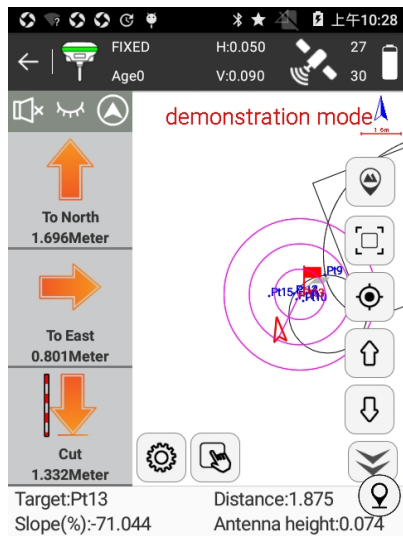 上午10:28
FIXED H:0.050 27
Age0 V:0.090 30
demonstration mode
1.6m
To North
1.696Meter
Pt9
Pt15
Pt10
To East
0.801Meter
Cut
1.332Meter
Target:Pt13 Distance:1.875
Slope(%):-71.044 Antenna height:0.074